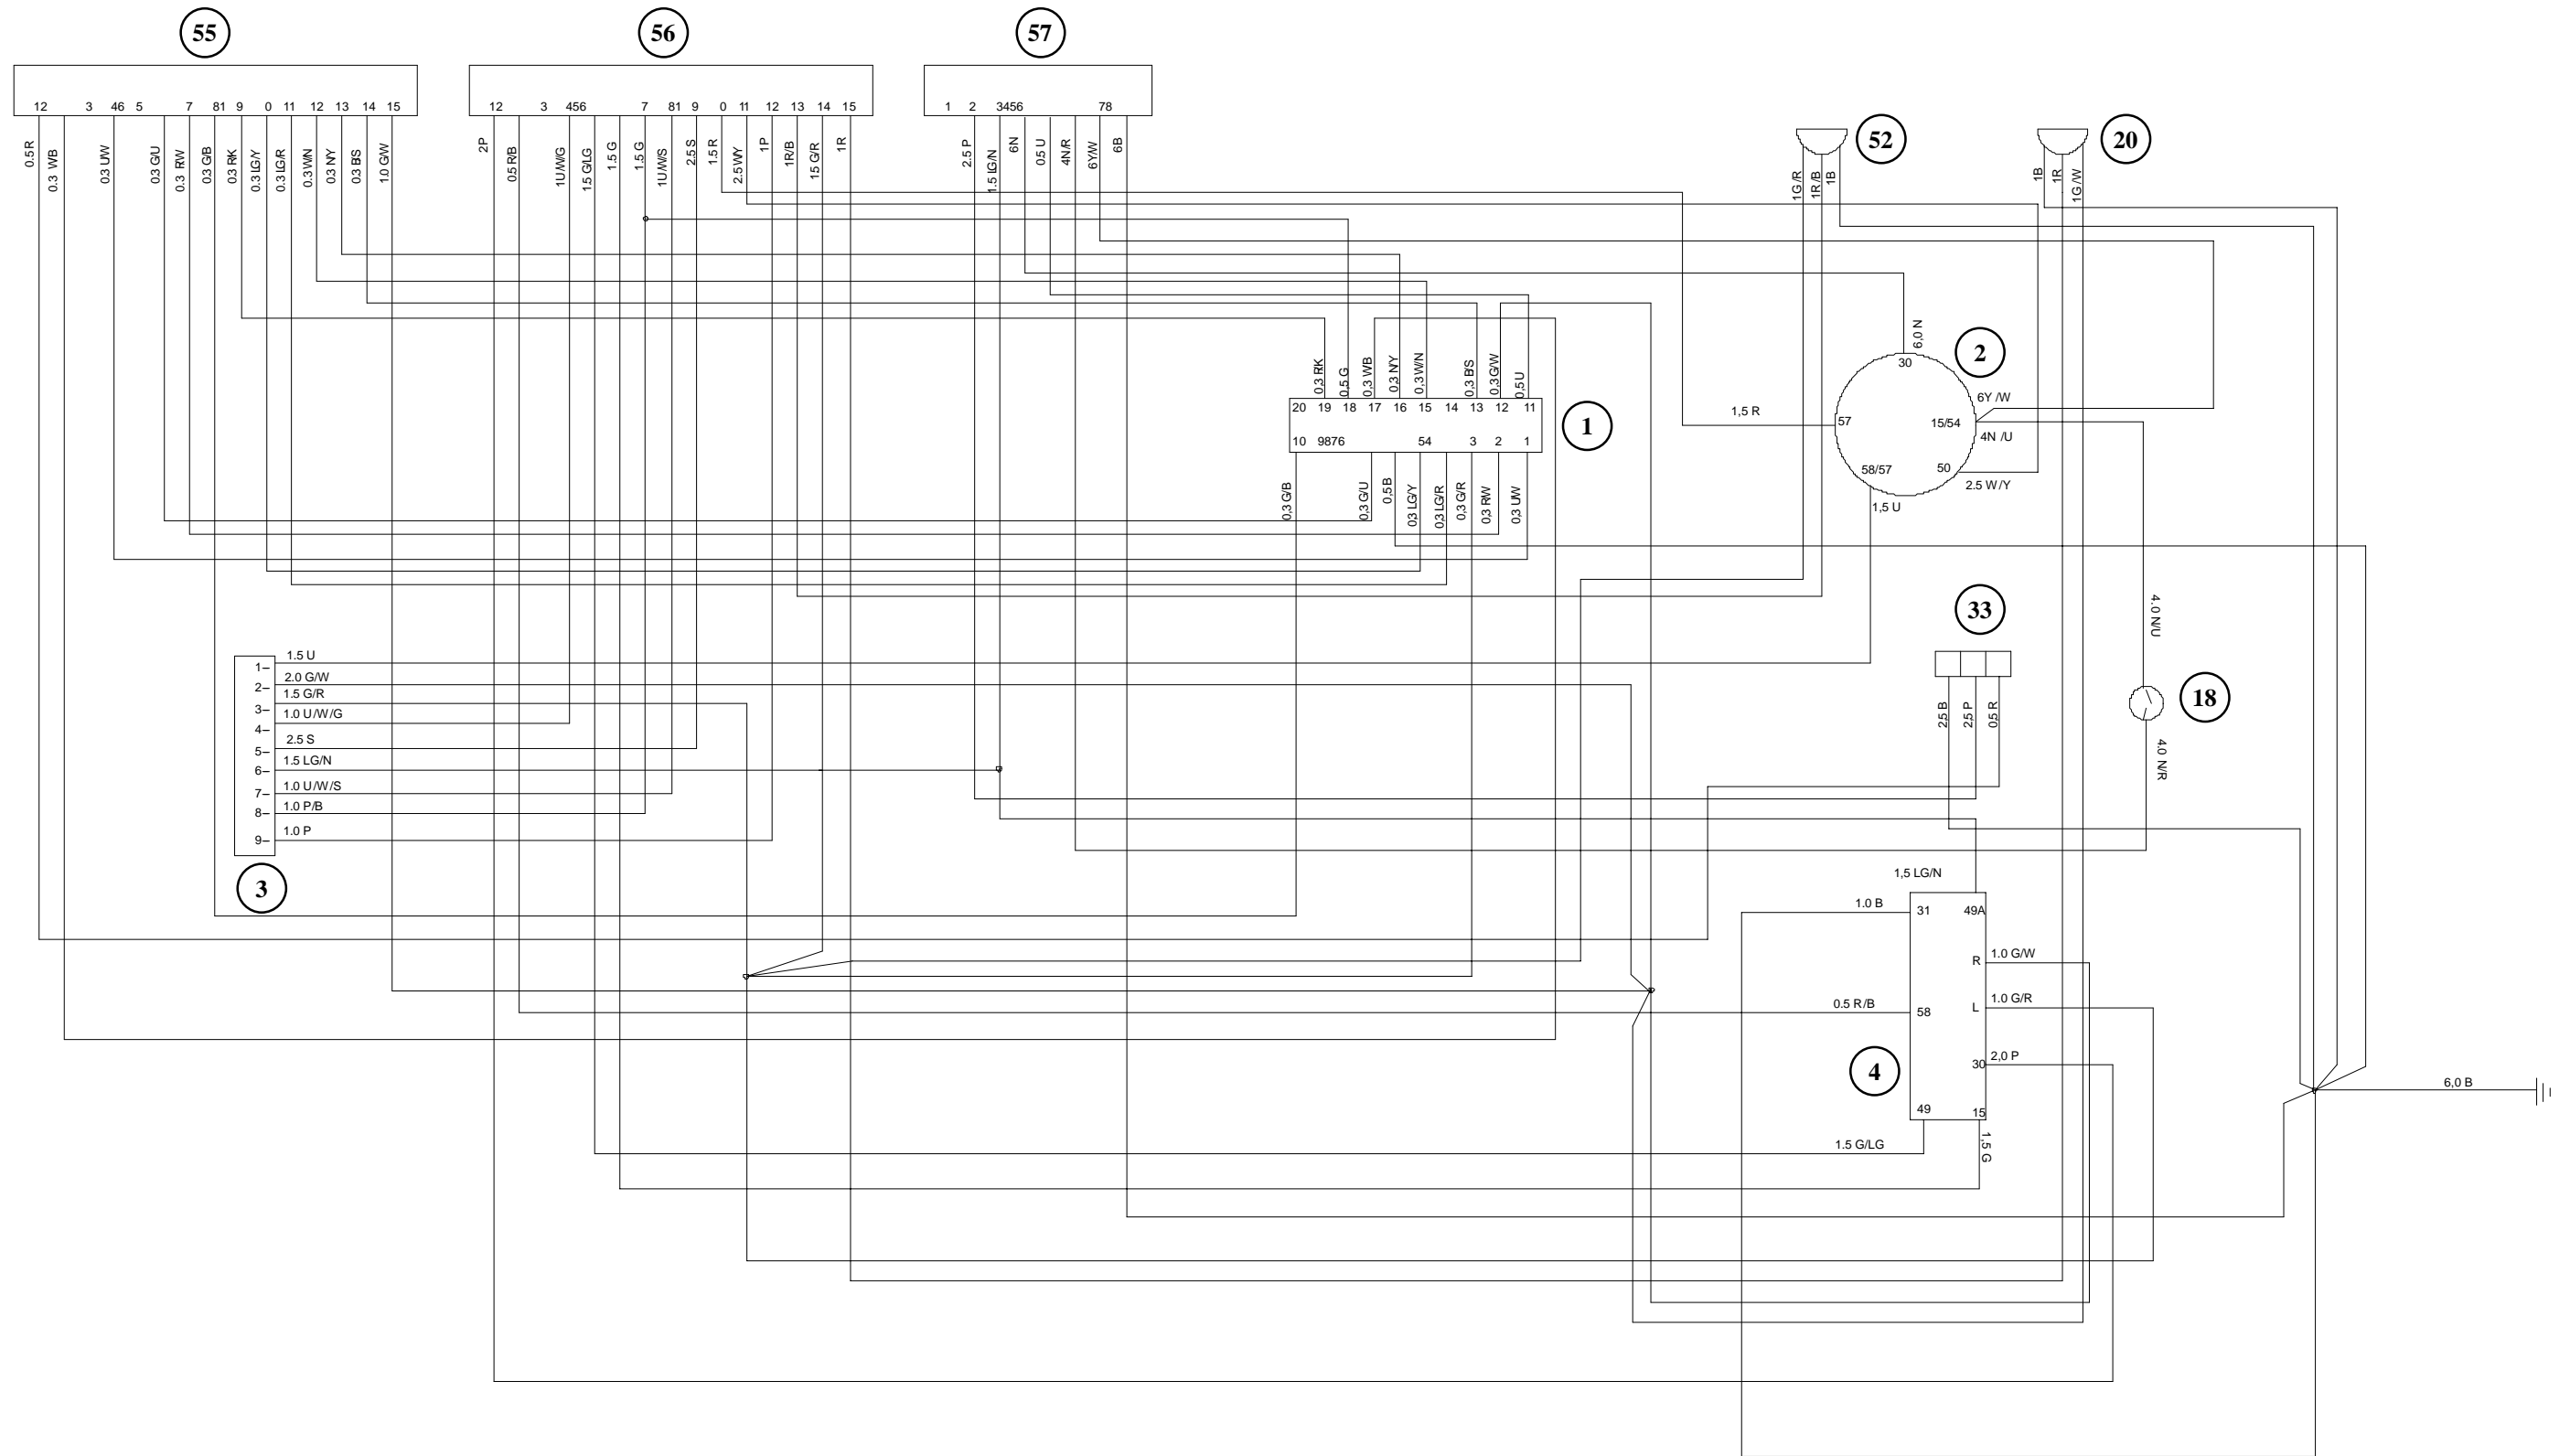 55
56
57
12 3 46 5 7 81 9 0 11 12 13 14 15
12 3 456 7 81 9 0 11 12 13 14 15
1 2 3456 78
0.5 R
0.3 WB
0.3 U/W
0.3 G/U
0.3 R/W
0.3 G/B
0.3 R/K
0.3 LG/Y
0.3 LG/R
0.3 W/N
0.3 N/Y
0.3 B/S
1.0 G/W
2P
0.5 R/B
1U/W/G
1.5 G/LG
1.5 G
1.5 G
1U/W/S
2.5 S
1.5 R
2.5 W/Y
1P
1R/B
15 G/R
1R
2.5 P
1.5 LG/N
6N
0.5 U
4N/R
6Y/W
6B
52
20
1G/R
1R/B
1B
1B
1R
1G/W
0,3 R/K
0,5 G
0,3 WB
0,3 N/Y
0,3 W/N
0,3 B/S
0,3 G/W
0,5 U
20 19 18 17 16 15 14 13 12 11
10 9876 54 3 2 1
1
0,3 G/B
0,3 G/U
0,5 B
0,3 LG/Y
0,3 LG/R
0,3 G/R
0,3 R/W
0,3 U/W
6,0 N
2
30
1,5 R
57
15/54
6Y /W
4N /U
58/57
50
2.5 W/Y
1,5 U
4.0 N/U
33
18
2,5 B
2,5 P
0,50 R
4.0 N/R
1- 1.5 U
2- 2.0 G/W
3- 1.5 G/R
4- 1.0 U/W/G
5- 2.5 S
6- 1.5 LG/N
7- 1.0 U/W/S
8- 1.0 P/B
9- 1.0 P
3
1,5 LG/N
1.0 B
31 49A
R 1.0 G/W
L 1.0 G/R
0.5 R/B
58
4
30 2,0 P
49 15
1.5 G/LG
1,5 G
6,0 B